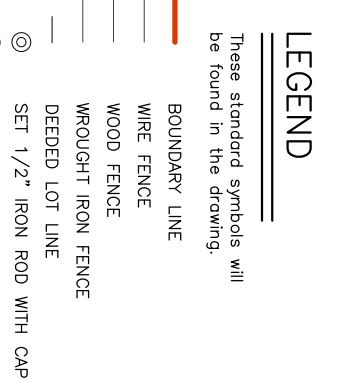 LEGEND
These standard symbols will
be found in the drawing.
BOUNDARY LINE
WIRE FENCE
WOOD FENCE
WROUGHT IRON FENCE
DEEDED LOT LINE
SET 1/2" IRON ROD WITH CAP